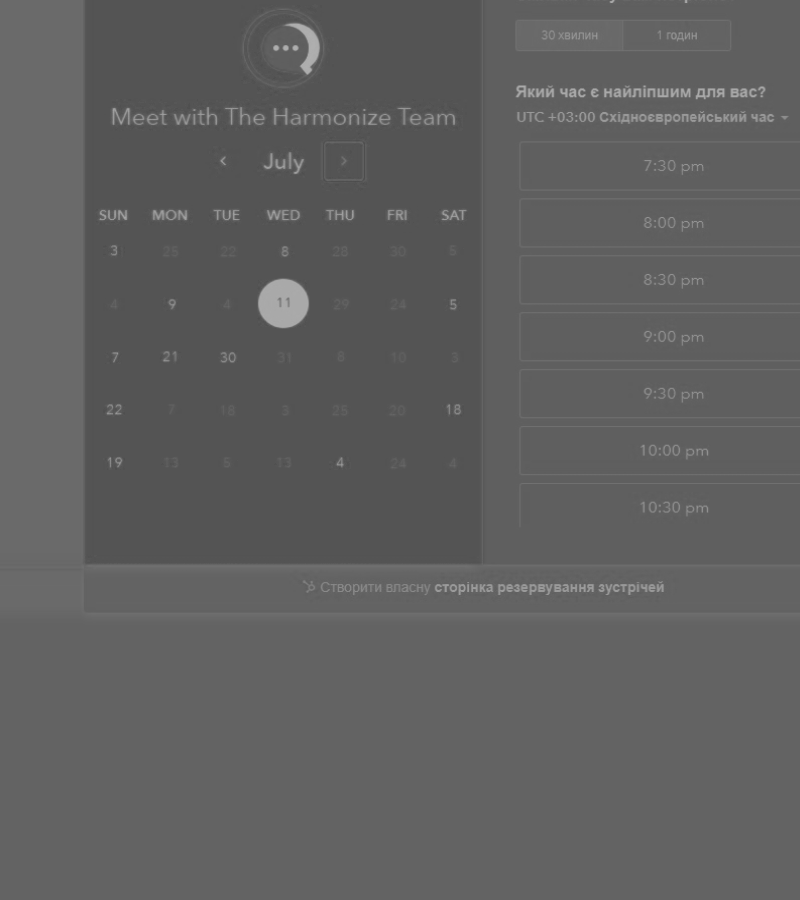 Meet with The Harmonize Team
July
SUN MON TUE WED THU FRI SAT
3 25 22 8 28 30 5
4 9 4 11 29 24 5
7 21 30 31 8 10 3
22 7 18 3 25 20 18
19 13 5 13 4 24 4
30 хвилин 1 годин
Який час є найліпшим для вас?
UTC +03:00 Східноєвропейський час
7:30 pm
8:00 pm
8:30 pm
9:00 pm
9:30 pm
10:00 pm
10:30 pm
Створити власну сторінка резервування зустрічей